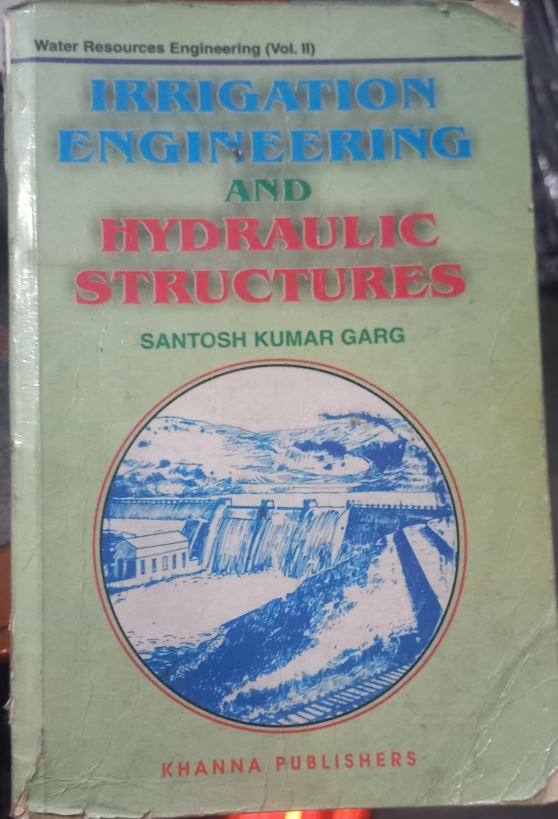 Water Resources Engineering (Vol. II)
IRRIGATION
ENGINEERING
AND
HYDRAULIC
STRUCTURES
SANTOSH KUMAR GARG
KHANNA PUBLISHERS